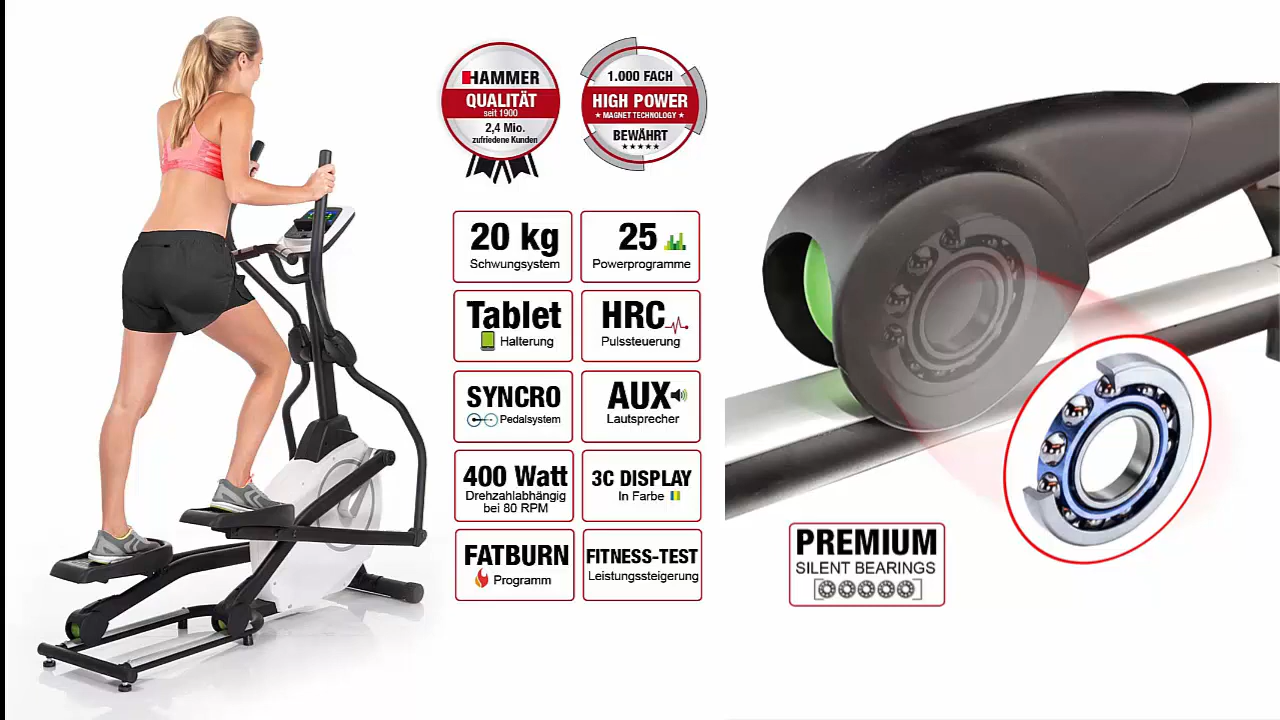 HAMMER
QUALITÄT
seit 1900
2,4 Mio.
zufriedene Kunden
1.000 FACH
HIGH POWER
★ MAGNET TECHNOLOGY ★
BEWÄHRT
★★★★★
20 kg
Schwungsystem
25
Powerprogramme
Tablet
Halterung
HRC
Pulssteuerung
SYNCRO
Pedalsystem
AUX
Lautsprecher
400 Watt
Drehzahlabhängig
bei 80 RPM
3C DISPLAY
In Farbe
FATBURN
Programm
FITNESS-TEST
Leistungssteigerung
PREMIUM
SILENT BEARINGS